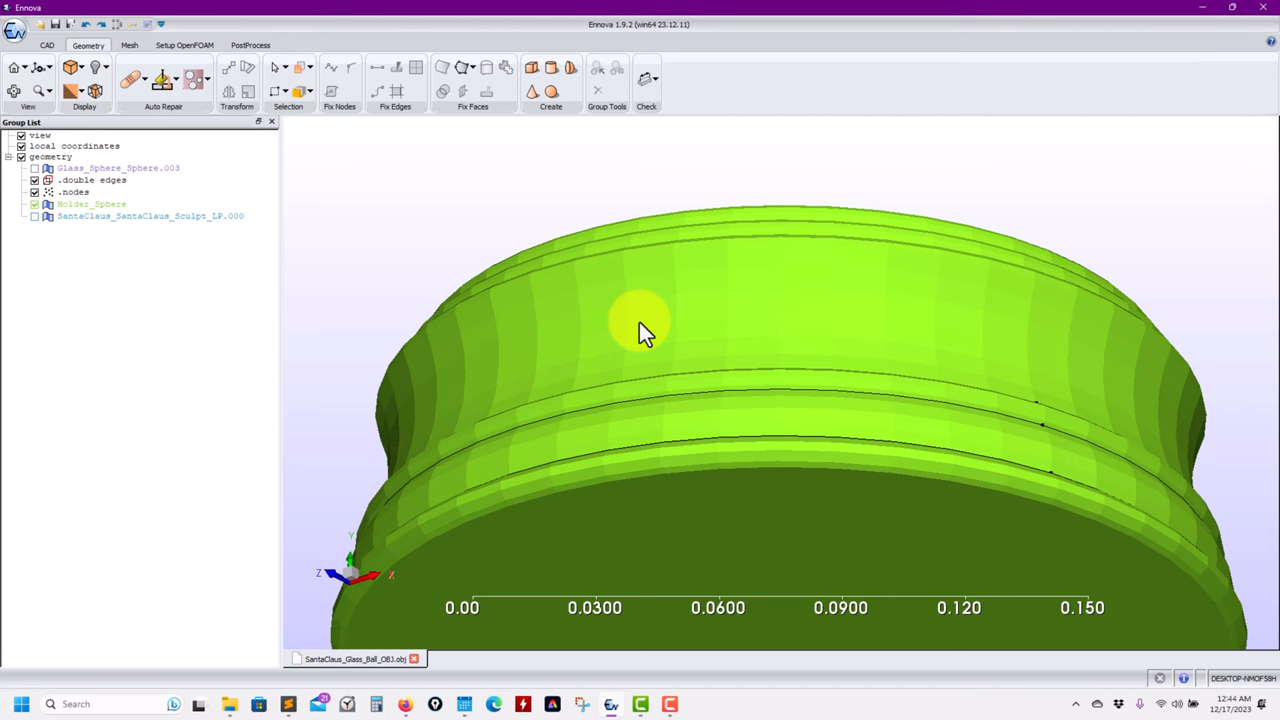 Ennova
Ennova 1.9.2 (win64 23.12.11)
CAD Geometry Mesh Setup OpenFOAM PostProcess
View Display Auto Repair Transform Selection Fix Nodes Fix Edges Fix Faces Create Group Tools Check
Group List
view
local coordinates
geometry
Glass_Sphere_Sphere.003
.double edges
.nodes
Holder_Sphere
SantaClaus_SantaClaus_Sculpt_LP.000
Y
Z X
0.00 0.0300 0.0600 0.0900 0.120 0.150
SantaClaus_Glass_Ball_OBJ.obj
DESKTOP-NMOF58H
Search
21
12:44 AM
12/17/2023